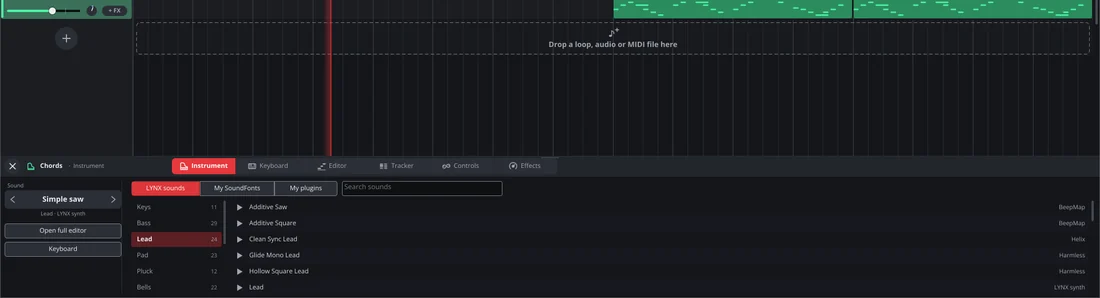 + FX
Drop a loop, audio or MIDI file here
Chords · Instrument
Instrument
Keyboard
Editor
Tracker
Controls
Effects
Sound
Simple saw
Lead · LYNX synth
Open full editor
Keyboard
LYNX sounds
My SoundFonts
My plugins
Search sounds
Keys 11
Bass 29
Lead 24
Pad 23
Pluck 12
Bells 22
Additive Saw BeepMap
Additive Square BeepMap
Clean Sync Lead Helix
Glide Mono Lead Harmless
Hollow Square Lead Harmless
Lead LYNX synth